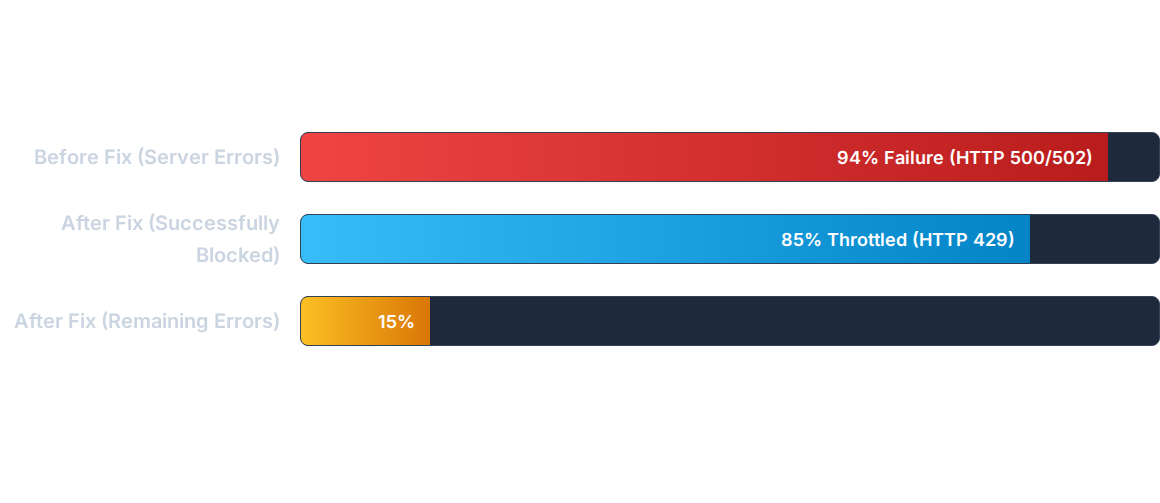 Before Fix (Server Errors)
94% Failure (HTTP 500/502)
After Fix (Successfully
Blocked)
85% Throttled (HTTP 429)
After Fix (Remaining Errors)
15%